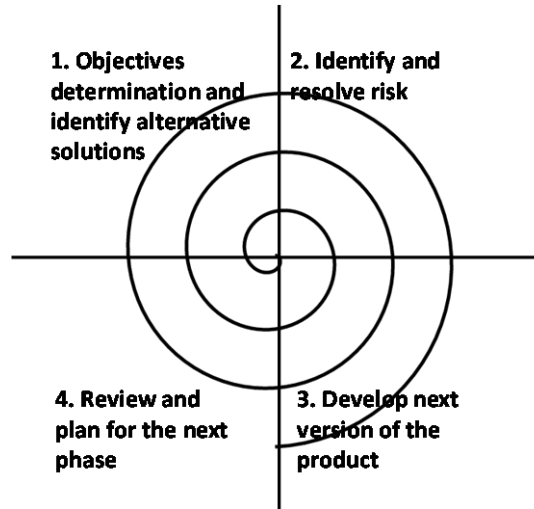 1. Objectives
determination and
identify alternative
solutions
2. Identify and
resolve risk
4. Review and
plan for the next
phase
3. Develop next
version of the
product